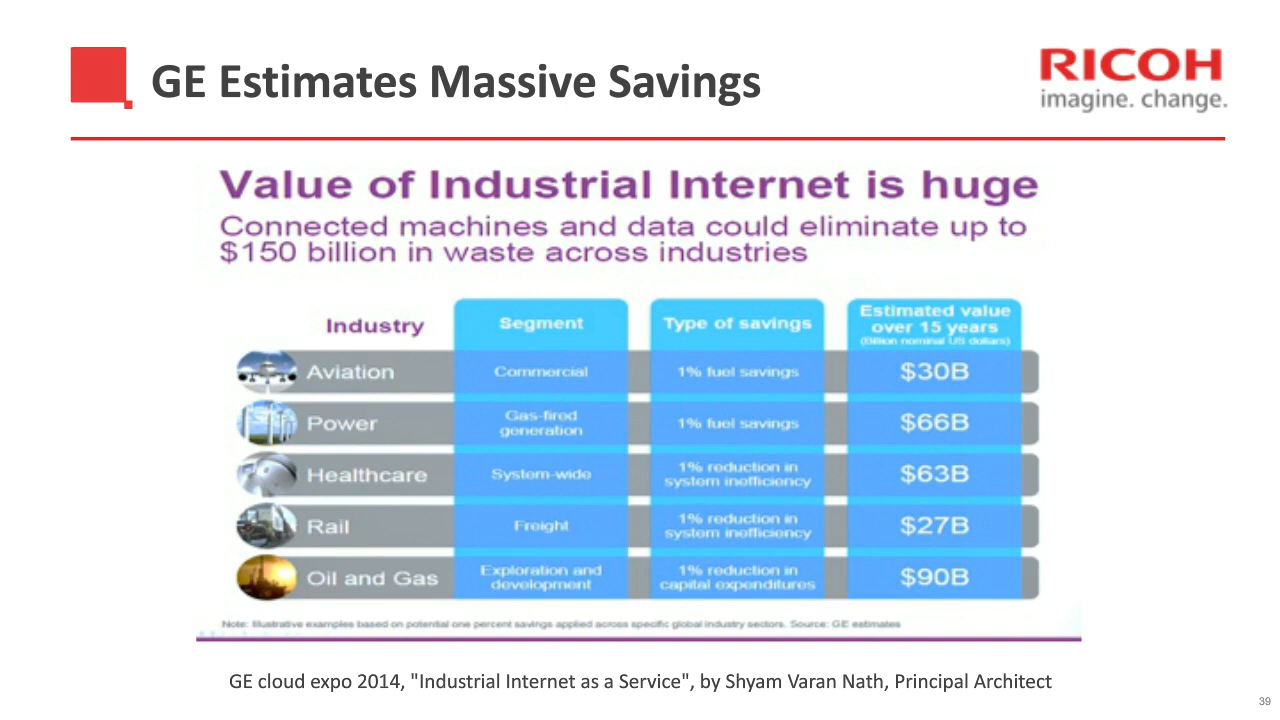 GE Estimates Massive Savings
RICOH
imagine. change.
Value of Industrial Internet is huge
Connected machines and data could eliminate up to
$150 billion in waste across industries
Industry
Segment
Type of savings
Estimated value
over 15 years
(Billion nominal US dollars)
Aviation
Commercial
1% fuel savings
$30B
Power
Gas-fired
generation
1% fuel savings
$66B
Healthcare
System-wide
1% reduction in
system inefficiency
$63B
Rail
Freight
1% reduction in
system inefficiency
$27B
Oil and Gas
Exploration and
development
1% reduction in
capital expenditures
$90B
Note: Illustrative examples based on potential one percent savings applied across specific global industry sectors. Source: GE estimates
GE cloud expo 2014, "Industrial Internet as a Service", by Shyam Varan Nath, Principal Architect
39